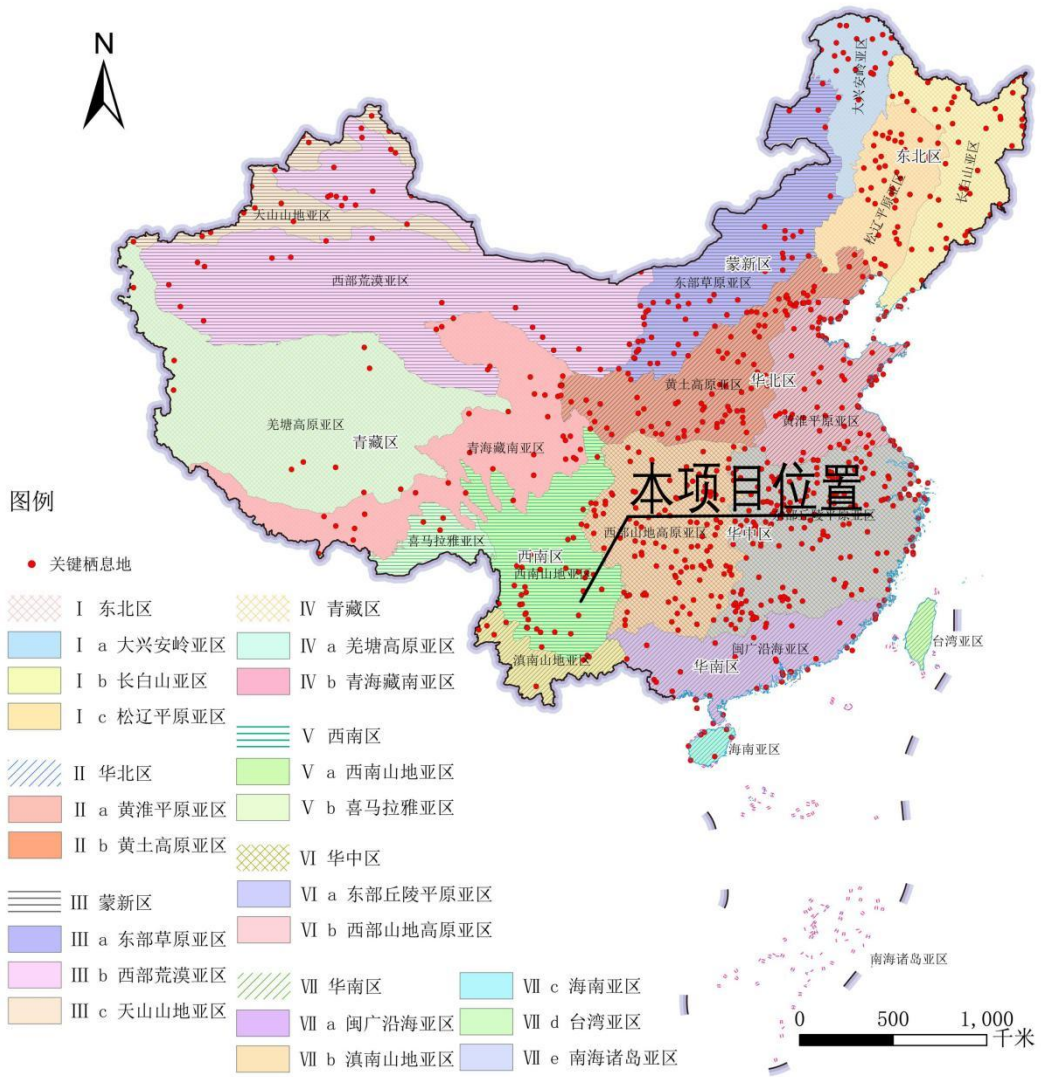 N
大兴安岭亚区
东北区
长白山亚区
松辽平原亚区
天山山地亚区
蒙新区
东部草原亚区
西部荒漠亚区
黄土高原亚区
华北区
黄淮平原亚区
羌塘高原亚区
青藏区
青海藏南亚区
本项目位置
东部丘陵平原亚区
西部山地高原亚区
华中区
喜马拉雅亚区
西南区
西南山地亚区
台湾亚区
闽广沿海亚区
滇南山地亚区
华南区
海南亚区
南海诸岛亚区
图例
关键栖息地
Ⅰ 东北区
Ⅰ a 大兴安岭亚区
Ⅰ b 长白山亚区
Ⅰ c 松辽平原亚区
Ⅱ 华北区
Ⅱ a 黄淮平原亚区
Ⅱ b 黄土高原亚区
Ⅲ 蒙新区
Ⅲ a 东部草原亚区
Ⅲ b 西部荒漠亚区
Ⅲ c 天山山地亚区
Ⅳ 青藏区
Ⅳ a 羌塘高原亚区
Ⅳ b 青海藏南亚区
Ⅴ 西南区
Ⅴ a 西南山地亚区
Ⅴ b 喜马拉雅亚区
Ⅵ 华中区
Ⅵ a 东部丘陵平原亚区
Ⅵ b 西部山地高原亚区
Ⅶ 华南区
Ⅶ a 闽广沿海亚区
Ⅶ b 滇南山地亚区
Ⅶ c 海南亚区
Ⅶ d 台湾亚区
Ⅶ e 南海诸岛亚区
0 500 1,000
千米